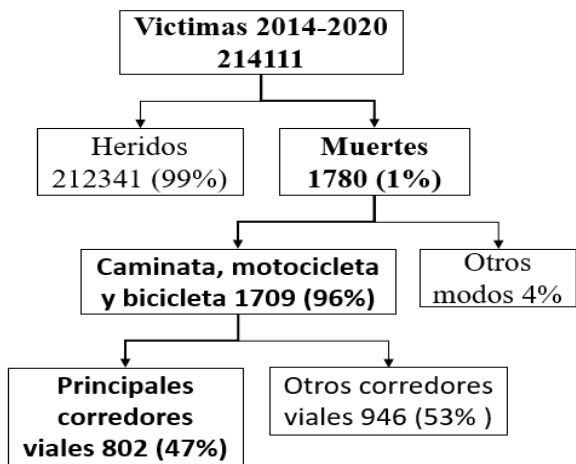 Victimas 2014-2020
214111
Heridos
212341 (99%)
Muertes
1780 (1%)
Caminata, motocicleta
y bicicleta 1709 (96%)
Otros
modos 4%
Principales
corredores
viales 802 (47%)
Otros corredores
viales 946 (53% )